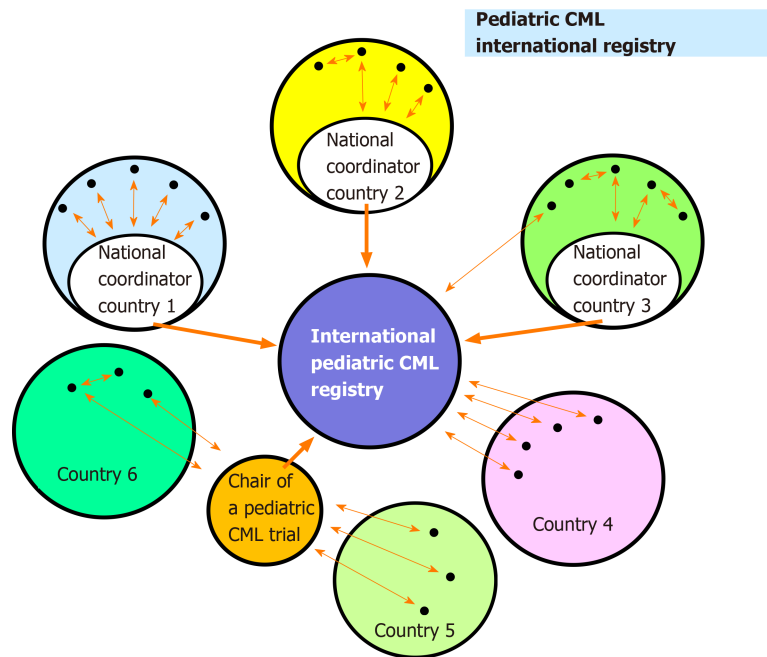 Pediatric CML
international registry
National
coordinator
country 2
National
coordinator
country 1
National
coordinator
country 3
International
pediatric CML
registry
Country 6
Chair of
a pediatric
CML trial
Country 4
Country 5